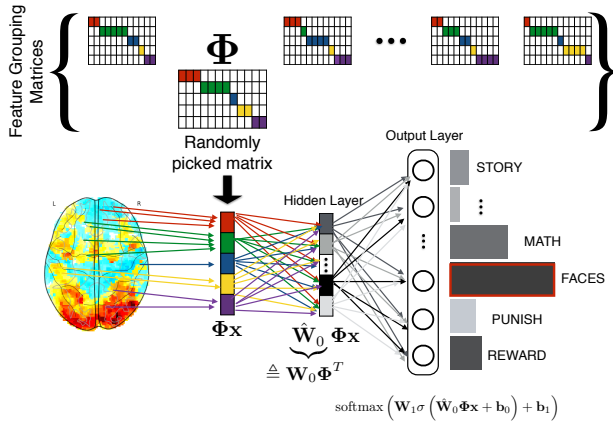 Feature Grouping
Matrices
Φ
Randomly
picked matrix
Output Layer
Hidden Layer
L R
STORY
MATH
FACES
PUNISH
REWARD
Φx
Ŵ₀ Φx
≜ W₀Φᵀ
softmax (W₁σ (Ŵ₀Φx + b₀) + b₁)